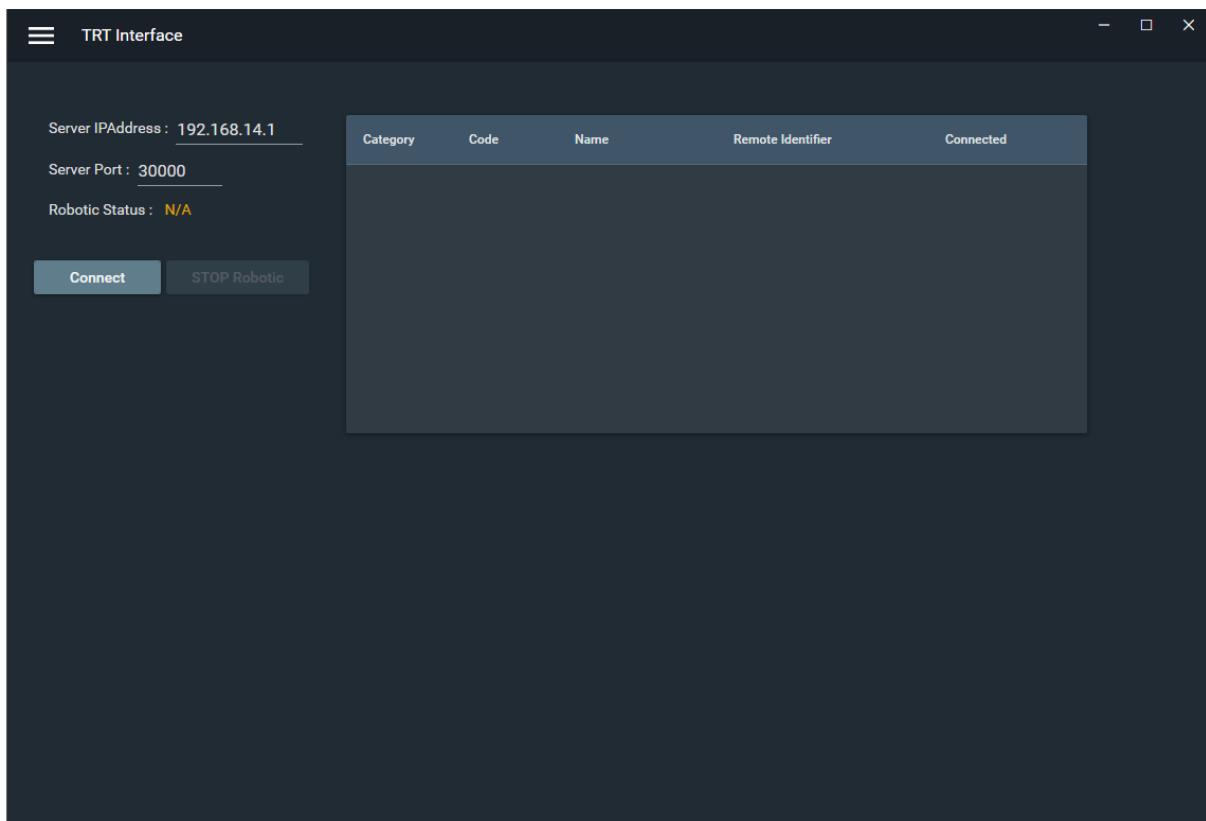 TRT Interface
Server IPAddress : 192.168.14.1
Server Port : 30000
Robotic Status : N/A
Connect STOP Robotic
Category Code Name Remote Identifier Connected